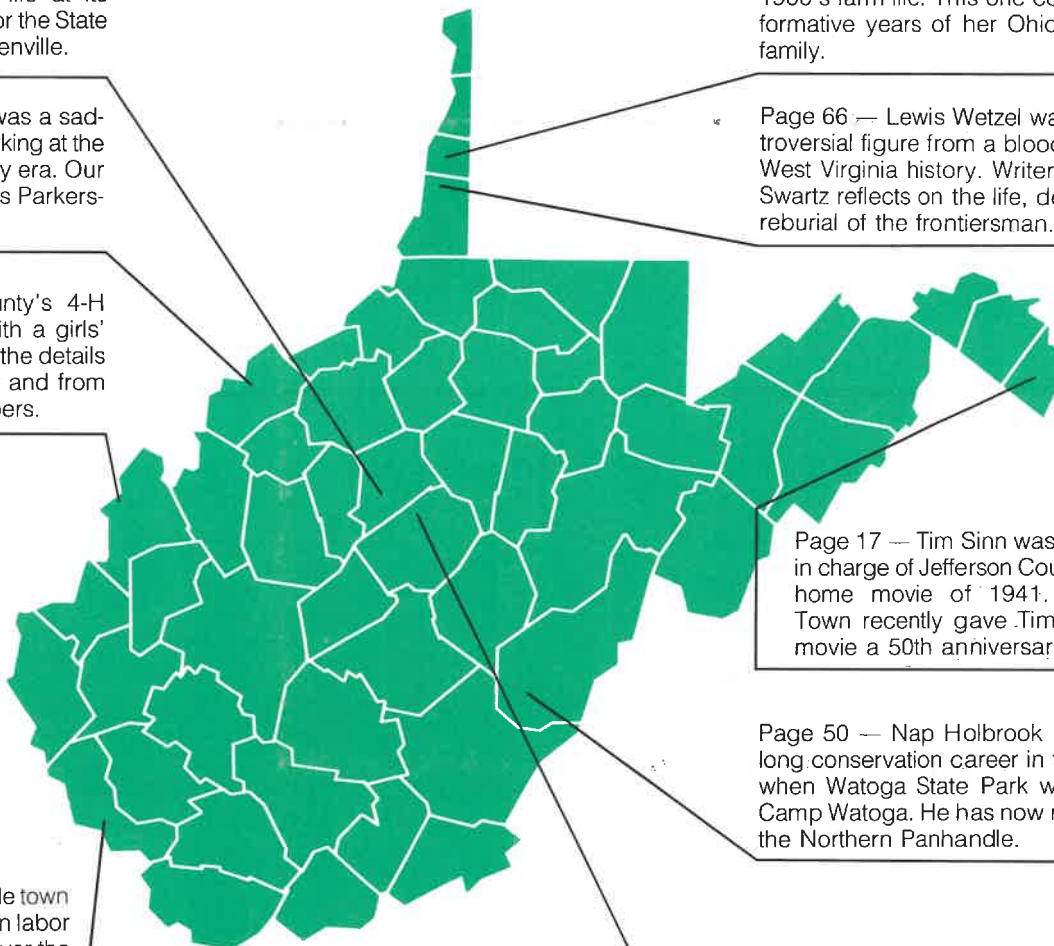 or the State
enville.
was a sad-
rking at the
y era. Our
s Parkers-
unty's 4-H
ith a girls'
the details
and from
bers.
le town
n labor
formative years of her Ohio
family.
Page 66 — Lewis Wetzel wa
troversial figure from a blood
West Virginia history. Writer
Swartz reflects on the life, de
reburial of the frontiersman.
Page 17 — Tim Sinn was
in charge of Jefferson Cou
home movie of 1941.
Town recently gave Tim
movie a 50th anniversar
Page 50 — Nap Holbrook
long conservation career in t
when Watoga State Park w
Camp Watoga. He has now r
the Northern Panhandle.